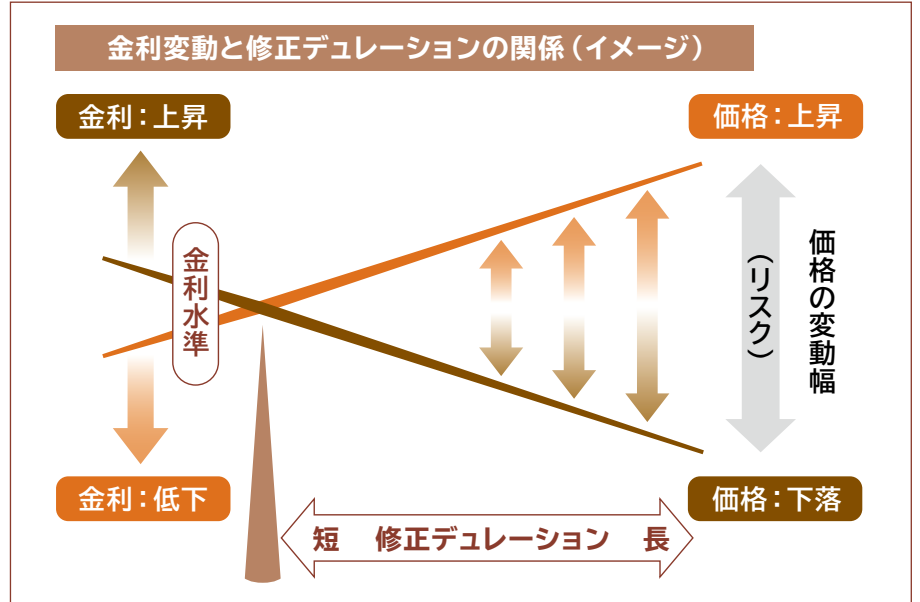 金利変動と修正デュレーションの関係（イメージ）
金利：上昇
価格：上昇
金利水準
価格の変動幅
（リスク）
金利：低下
価格：下落
短 修正デュレーション 長